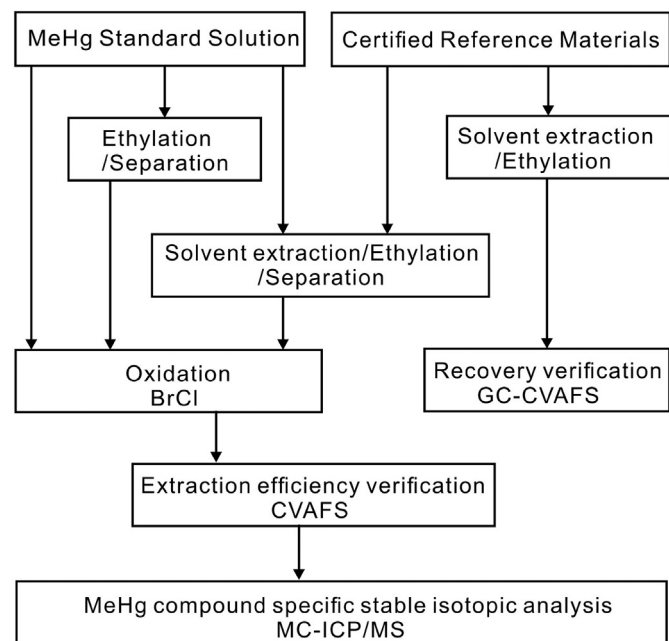 MeHg Standard Solution
Certified Reference Materials
Ethylation
/Separation
Solvent extraction
/Ethylation
Solvent extraction/Ethylation
/Separation
Oxidation
BrCl
Recovery verification
GC-CVAFS
Extraction efficiency verification
CVAFS
MeHg compound specific stable isotopic analysis
MC-ICP/MS